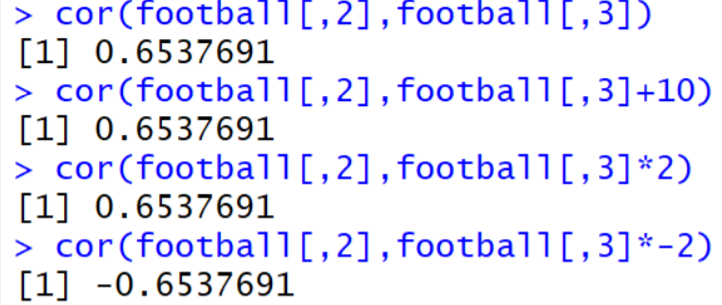 > cor(football[,2],football[,3])
[1] 0.6537691
> cor(football[,2],football[,3]+10)
[1] 0.6537691
> cor(football[,2],football[,3]*2)
[1] 0.6537691
> cor(football[,2],football[,3]*-2)
[1] -0.6537691